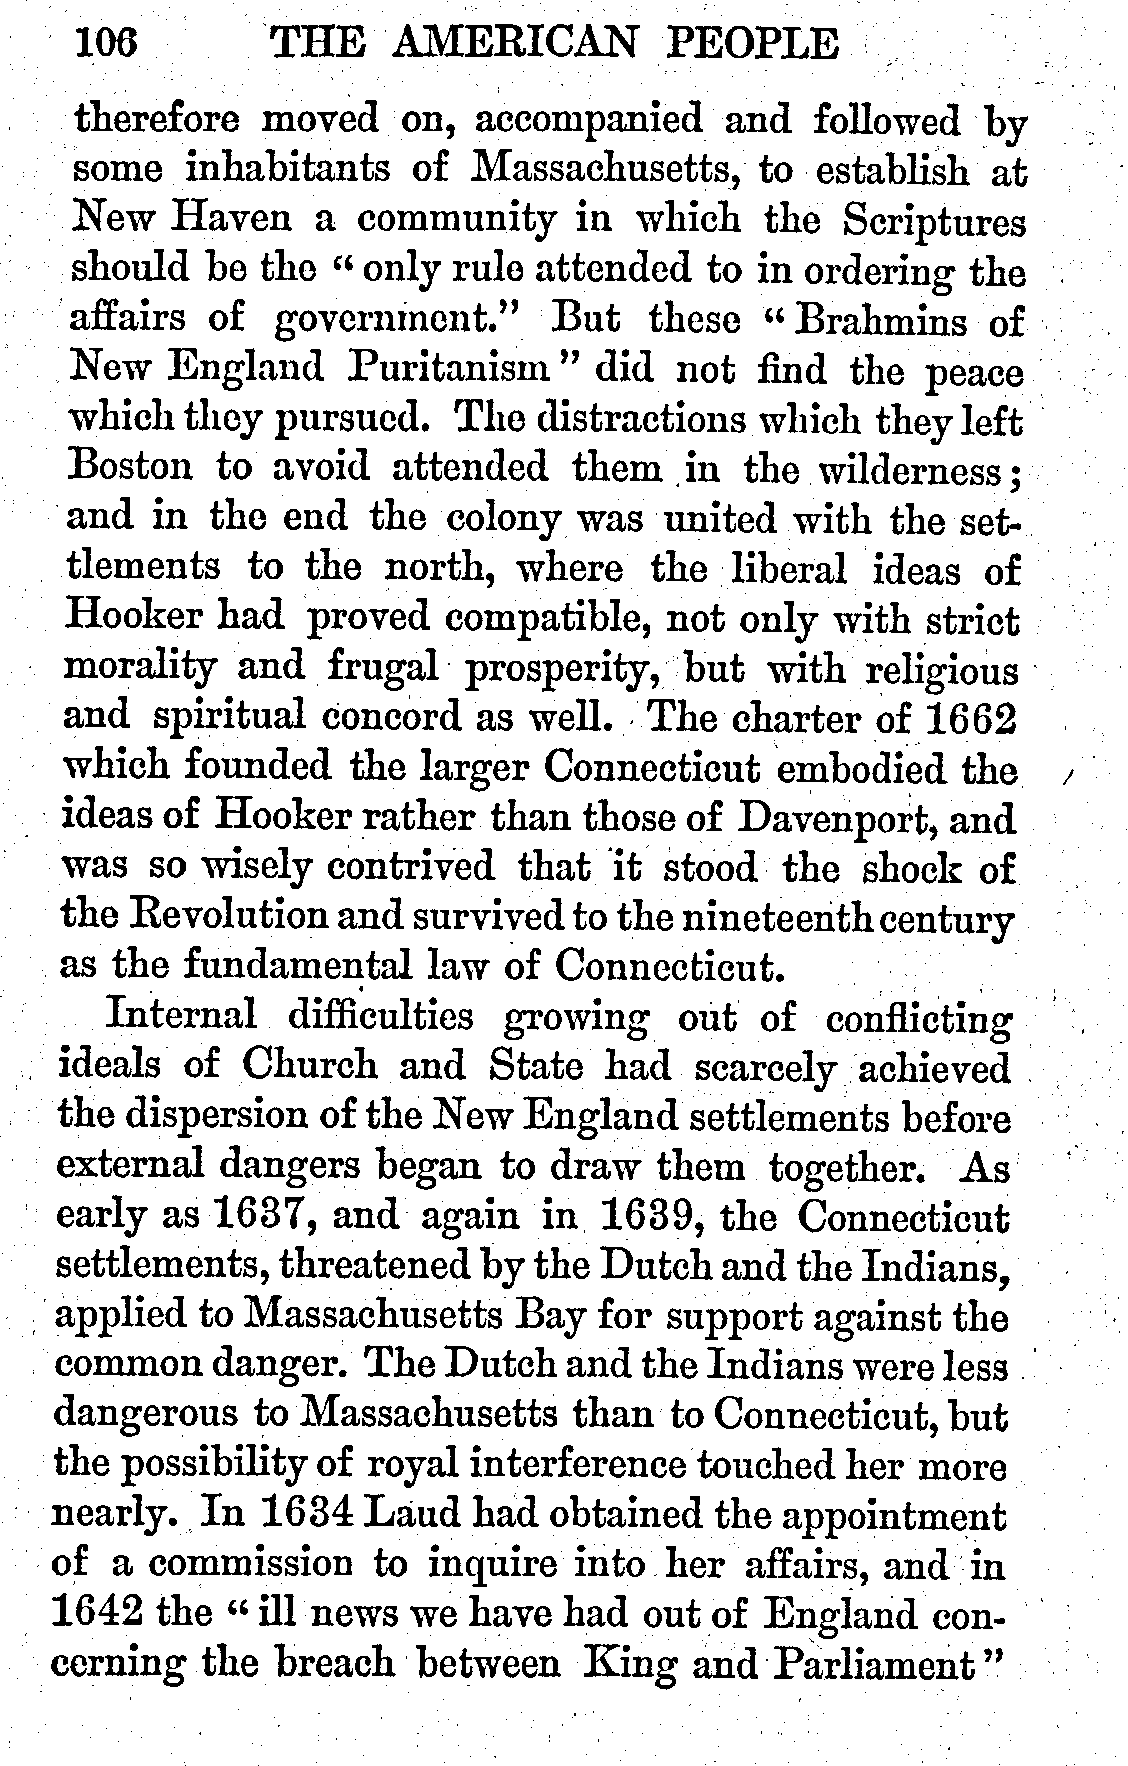 106 THE AMERICAN PEOPLE
therefore moved on, accompanied and followed by
some inhabitants of Massachusetts, to establish at
New Haven a community in which the Scriptures
should be the “ only rule attended to in ordering the
affairs of government.” But these “ Brahmins of
New England Puritanism ” did not find the peace
which they pursued. The distractions which they left
Boston to avoid attended them in the wilderness ;
and in the end the colony was united with the set-
tlements to the north, where the liberal ideas of
Hooker had proved compatible, not only with strict
morality and frugal prosperity, but with religious
and spiritual concord as well. The charter of 1662
which founded the larger Connecticut embodied the
ideas of Hooker rather than those of Davenport, and
was so wisely contrived that it stood the shock of
the Revolution and survived to the nineteenth century
as the fundamental law of Connecticut.
Internal difficulties growing out of conflicting
ideals of Church and State had scarcely achieved
the dispersion of the New England settlements before
external dangers began to draw them together. As
early as 1637, and again in 1639, the Connecticut
settlements, threatened by the Dutch and the Indians,
applied to Massachusetts Bay for support against the
common danger. The Dutch and the Indians were less
dangerous to Massachusetts than to Connecticut, but
the possibility of royal interference touched her more
nearly. In 1634 Laud had obtained the appointment
of a commission to inquire into her affairs, and in
1642 the “ ill news we have had out of England con-
cerning the breach between King and Parliament ”